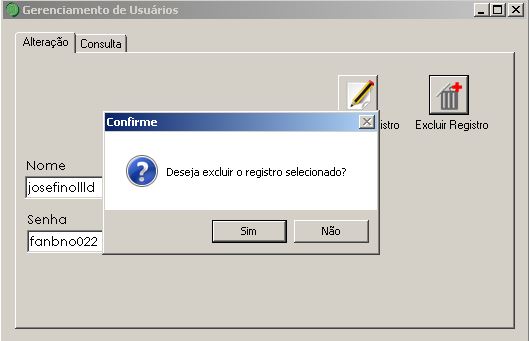 Gerenciamento de Usuários
Alteração
Consulta
istro
Excluir Registro
Confirme
Deseja excluir o registro selecionado?
Sim
Não
Nome
josefinollld
Senha
fanbno022